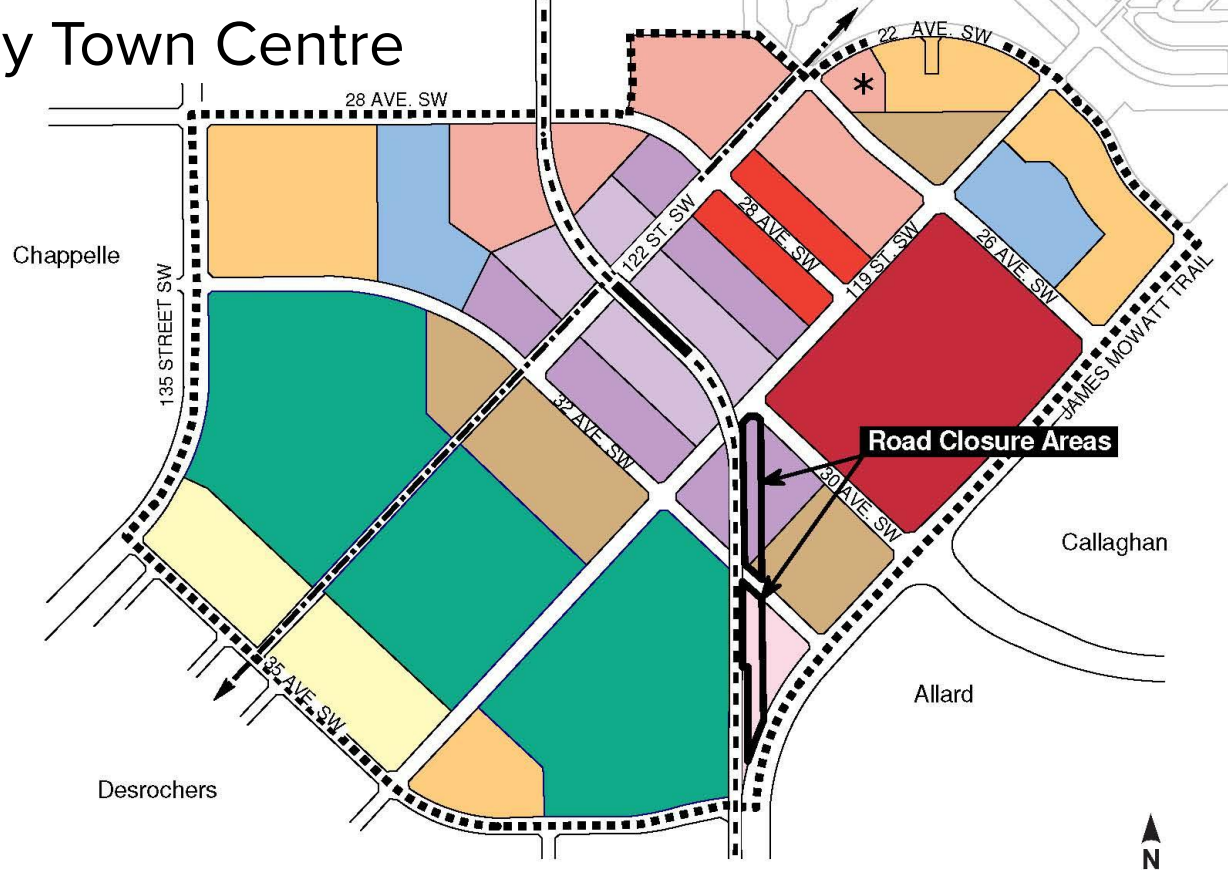 y Town Centre
22 AVE. SW
28 AVE. SW
*
Chappelle
122 ST. SW
28 AVE. SW
119 ST. SW
26 AVE. SW
135 STREET SW
JAMES MOWATT TRAIL
32 AVE. SW
Road Closure Areas
30 AVE. SW
Callaghan
35 AVE. SW
Allard
Desrochers
N